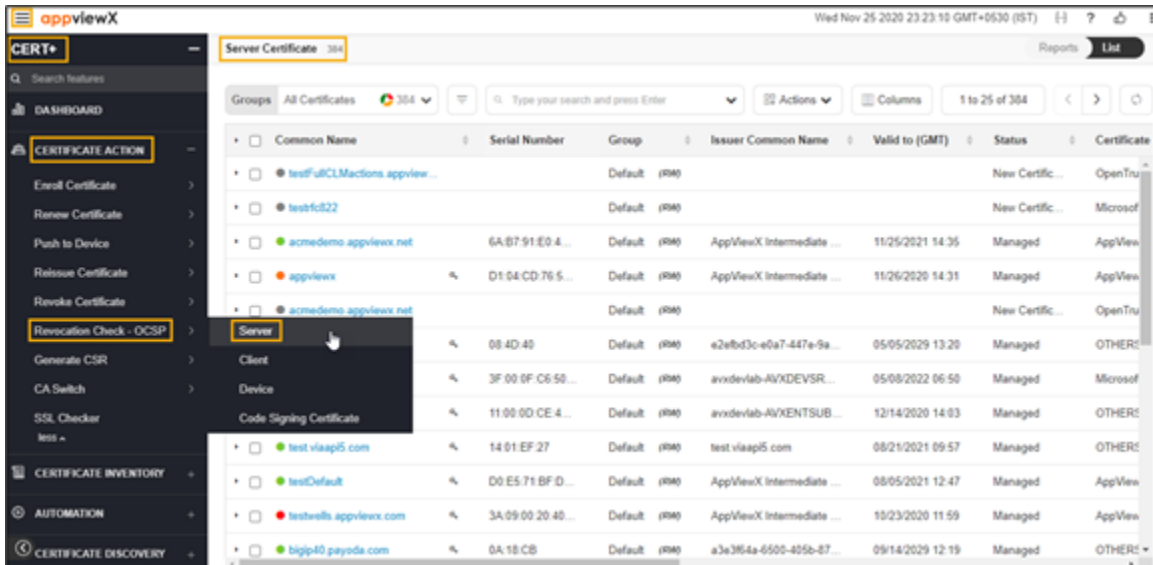 appviewX Wed Nov 25 2020 23:23:10 GMT+0530 (IST) ?
CERT+ Server Certificate 384 Reports List
Search features
DASHBOARD
Groups All Certificates 384 Type your search and press Enter Actions Columns 1 to 25 of 384
CERTIFICATE ACTION
Common Name Serial Number Group Issuer Common Name Valid to (GMT) Status Certificate
Enroll Certificate
testFullCLMactions.appview... Default (RW) New Certific... OpenTru
Renew Certificate
testrfc822 Default (RW) New Certific... Microsof
Push to Device
acmedemo.appviewx.net 6A:B7:91:E0:4... Default (RW) AppViewX Intermediate ... 11/25/2021 14:35 Managed AppView
Reissue Certificate
appviewx D1:04:CD:76:5... Default (RW) AppViewX Intermediate ... 11/26/2020 14:31 Managed AppView
Revoke Certificate
acmedemo.appviewx.net Default (RW) New Certific... OpenTru
Revocation Check - OCSP
Server
08:4D:40 Default (RW) e2efbd3c-e0a7-447e-9a... 05/05/2029 13:20 Managed OTHERS
Generate CSR
Client
3F:00:0F:C6:50... Default (RW) avxdevlab-AVXDEVSR... 05/08/2022 06:50 Managed Microsof
CA Switch
Device
SSL Checker
Code Signing Certificate
11:00:0D:CE:4... Default (RW) avxdevlab-AVXENTSUB... 12/14/2020 14:03 Managed OTHERS
less
test.viaapi5.com 14:01:EF:27 Default (RW) test.viaapi5.com 08/21/2021 09:57 Managed OTHERS
CERTIFICATE INVENTORY
testDefault D0:E5:71:BF:D... Default (RW) AppViewX Intermediate ... 08/05/2021 12:47 Managed AppView
AUTOMATION
testwells.appviewx.com 3A:09:00:20:40... Default (RW) AppViewX Intermediate ... 10/23/2020 11:59 Managed AppView
CERTIFICATE DISCOVERY
bigip40.payoda.com 0A:18:CB Default (RW) a3e3f64a-6500-405b-87... 09/14/2029 12:19 Managed OTHERS